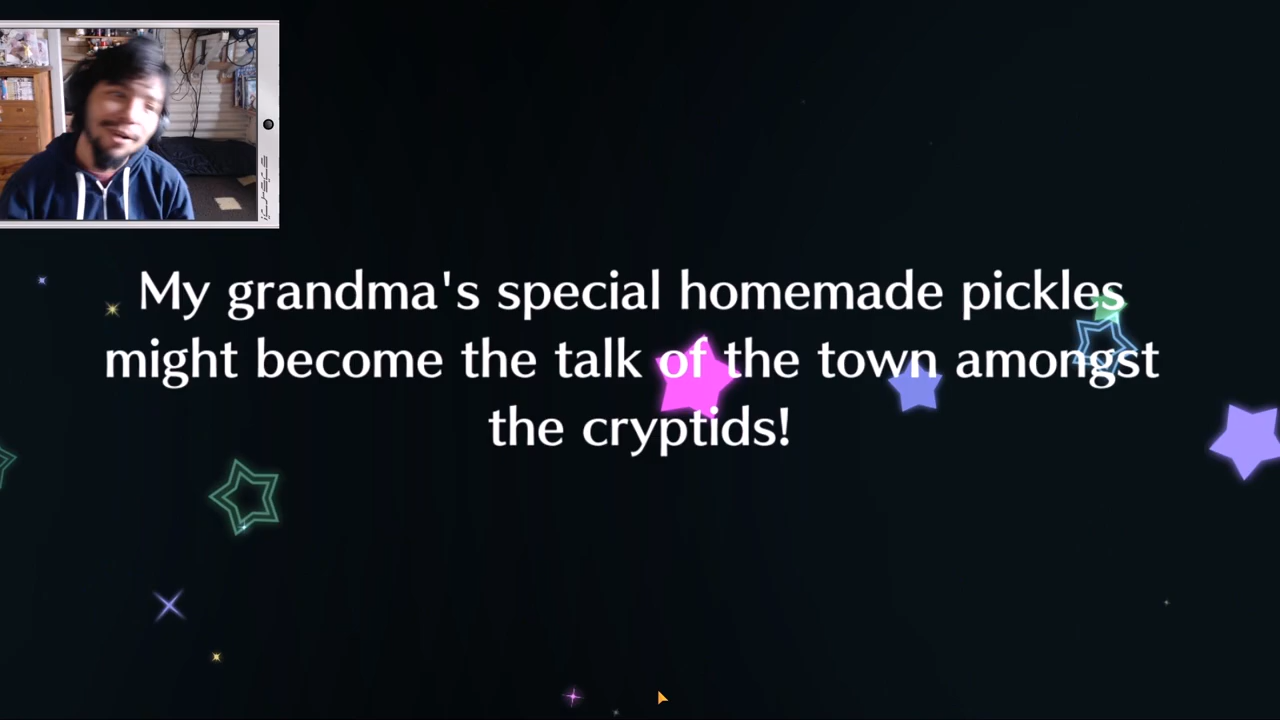 My grandma's special homemade pickles
might become the talk of the town amongst
the cryptids!